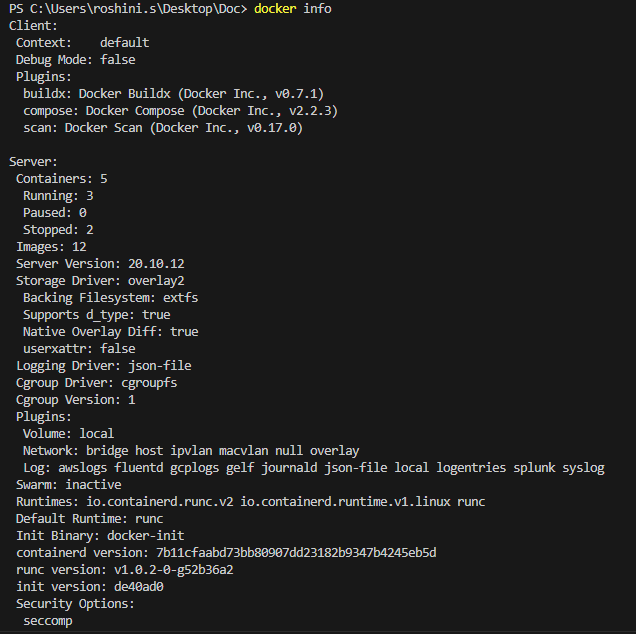 PS C:\Users\roshini.s\Desktop\Doc> docker info
Client:
 Context:    default
 Debug Mode: false
 Plugins:
  buildx: Docker Buildx (Docker Inc., v0.7.1)
  compose: Docker Compose (Docker Inc., v2.2.3)
  scan: Docker Scan (Docker Inc., v0.17.0)

Server:
 Containers: 5
  Running: 3
  Paused: 0
  Stopped: 2
 Images: 12
 Server Version: 20.10.12
 Storage Driver: overlay2
  Backing Filesystem: extfs
  Supports d_type: true
  Native Overlay Diff: true
  userxattr: false
 Logging Driver: json-file
 Cgroup Driver: cgroupfs
 Cgroup Version: 1
 Plugins:
  Volume: local
  Network: bridge host ipvlan macvlan null overlay
  Log: awslogs fluentd gcplogs gelf journald json-file local logentries splunk syslog
 Swarm: inactive
 Runtimes: io.containerd.runc.v2 io.containerd.runtime.v1.linux runc
 Default Runtime: runc
 Init Binary: docker-init
 containerd version: 7b11cfaabd73bb80907dd23182b9347b4245eb5d
 runc version: v1.0.2-0-g52b36a2
 init version: de40ad0
 Security Options:
  seccomp